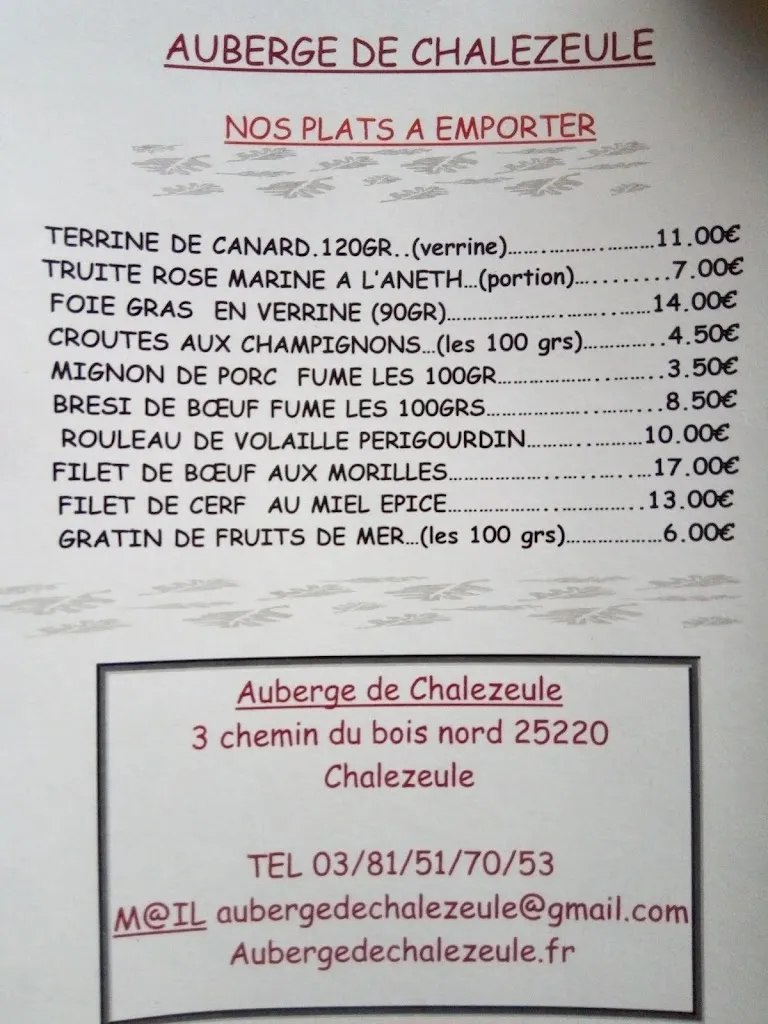 AUBERGE DE CHALEZEULE
NOS PLATS A EMPORTER
TERRINE DE CANARD.120GR..(verrine)..........................11.00€
TRUITE ROSE MARINE A L'ANETH...(portion)............7.00€
FOIE GRAS EN VERRINE (90GR)..............................14.00€
CROUTES AUX CHAMPIGNONS...(les 100 grs)..............4.50€
MIGNON DE PORC FUME LES 100GR..........................3.50€
BRESI DE BŒUF FUME LES 100GRS..........................8.50€
ROULEAU DE VOLAILLE PERIGOURDIN....................10.00€
FILET DE BŒUF AUX MORILLES..............................17.00€
FILET DE CERF AU MIEL EPICE..............................13.00€
GRATIN DE FRUITS DE MER...(les 100 grs)..................6.00€
Auberge de Chalezeule
3 chemin du bois nord 25220
Chalezeule
TEL 03/81/51/70/53
M@IL aubergedechalezeule@gmail.com
Aubergedechalezeule.fr